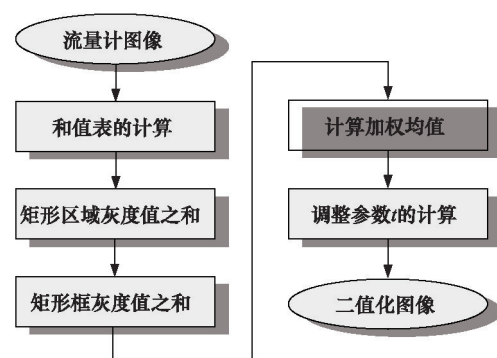 流量计图像
和值表的计算
矩形区域灰度值之和
矩形框灰度值之和
计算加权均值
调整参数t的计算
二值化图像